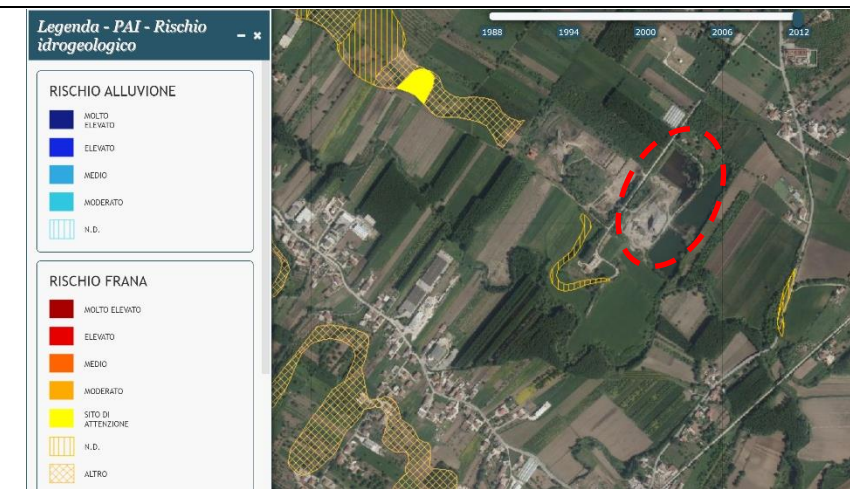 Legenda - PAI - Rischio
idrogeologico
RISCHIO ALLUVIONE
MOLTO
ELEVATO
ELEVATO
MEDIO
MODERATO
N.D.
RISCHIO FRANA
MOLTO ELEVATO
ELEVATO
MEDIO
MODERATO
SITO DI
ATTENZIONE
N.D.
ALTRO
1988 1994 2000 2006 2012